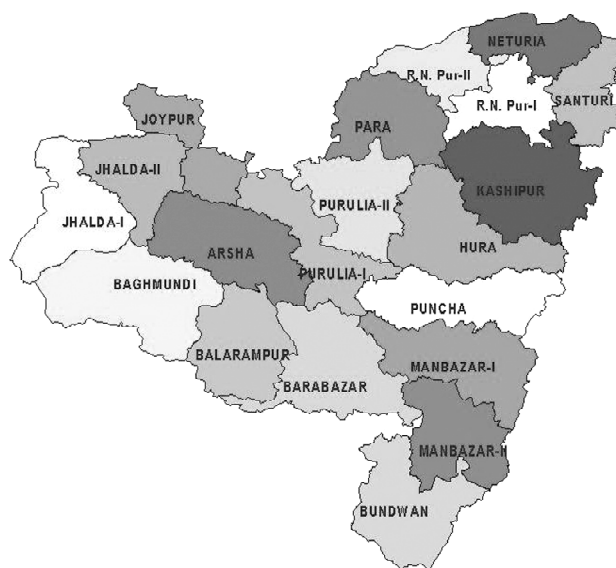 NETURIA
R.N. Pur-II
R.N. Pur-I
SANTURI
JOYPUR
PARA
JHALDA-II
KASHIPUR
PURULIA-II
JHALDA-I
ARSHA
HURA
PURULIA-I
BAGHMUNDI
PUNCHA
BALARAMPUR
MANBAZAR-I
BARABAZAR
MANBAZAR-II
BUNDWAN